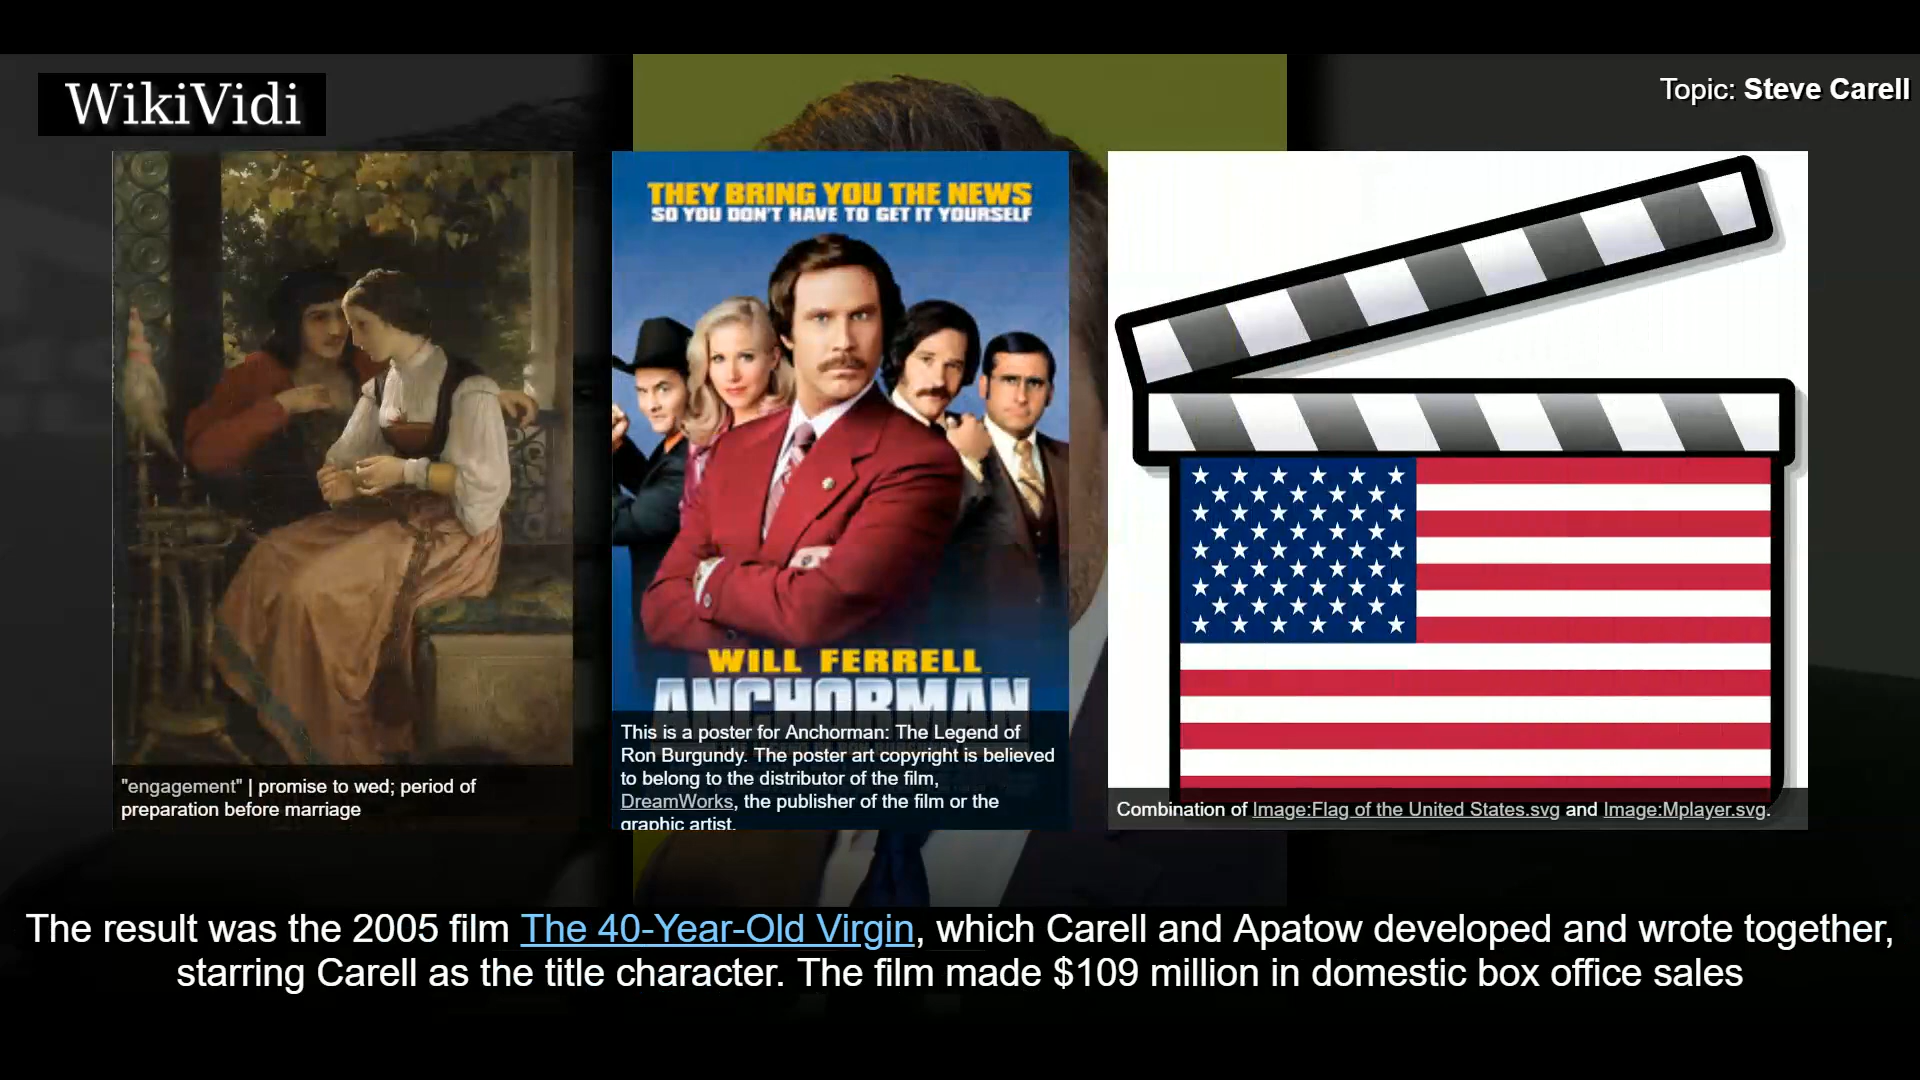 WikiVidi
Topic: Steve Carell
THEY BRING YOU THE NEWS
SO YOU DON'T HAVE TO GET IT YOURSELF
WILL FERRELL
ANCHORMAN
"engagement" | promise to wed; period of
preparation before marriage
This is a poster for Anchorman: The Legend of
Ron Burgundy. The poster art copyright is believed
to belong to the distributor of the film,
DreamWorks, the publisher of the film or the
graphic artist.
Combination of Image:Flag of the United States.svg and Image:Mplayer.svg.
The result was the 2005 film The 40-Year-Old Virgin, which Carell and Apatow developed and wrote together,
starring Carell as the title character. The film made $109 million in domestic box office sales